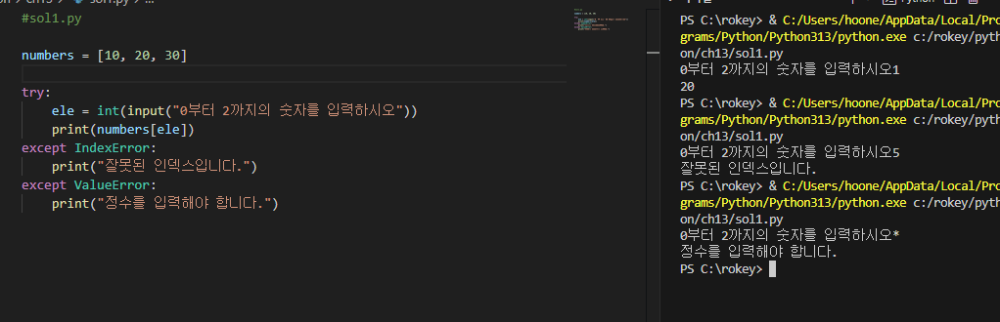 #sol1.py
numbers = [10, 20, 30]
try:
    ele = int(input("0부터 2까지의 숫자를 입력하시오"))
    print(numbers[ele])
except IndexError:
    print("잘못된 인덱스입니다.")
except ValueError:
    print("정수를 입력해야 합니다.")
PS C:\rokey> & C:/Users/hoone/AppData/Local/Pro
grams/Python/Python313/python.exe c:/rokey/pyth
on/ch13/sol1.py
0부터 2까지의 숫자를 입력하시오1
20
PS C:\rokey> & C:/Users/hoone/AppData/Local/Pro
grams/Python/Python313/python.exe c:/rokey/pyth
on/ch13/sol1.py
0부터 2까지의 숫자를 입력하시오5
잘못된 인덱스입니다.
PS C:\rokey> & C:/Users/hoone/AppData/Local/Pro
grams/Python/Python313/python.exe c:/rokey/pyth
on/ch13/sol1.py
0부터 2까지의 숫자를 입력하시오*
정수를 입력해야 합니다.
PS C:\rokey>